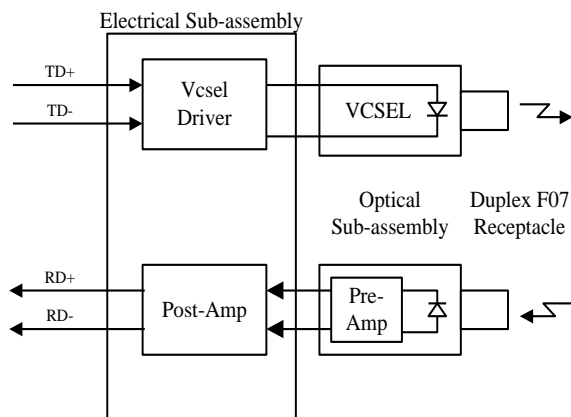 Electrical Sub-assembly
TD+
TD-
Vcsel
Driver
VCSEL
Optical
Sub-assembly
Duplex F07
Receptacle
RD+
RD-
Post-Amp
Pre-
Amp